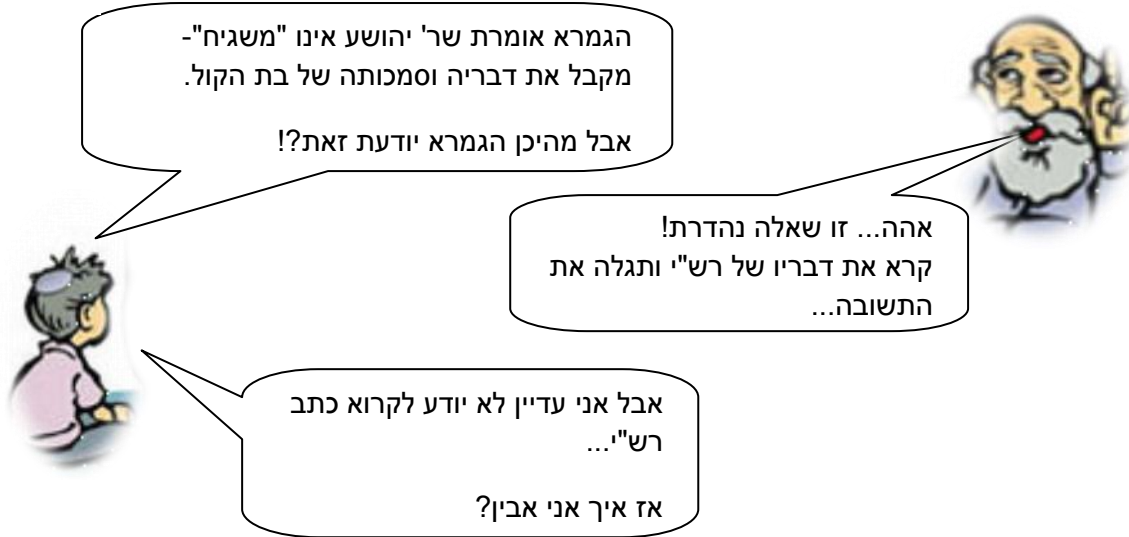 הגמרא אומרת שר' יהושע אינו "משגיח"-
מקבל את דבריה וסמכותה של בת הקול.
אבל מהיכן הגמרא יודעת זאת?!
אהה... זו שאלה נהדרת!
קרא את דבריו של רש"י ותגלה את
התשובה...
אבל אני עדיין לא יודע לקרוא כתב
רש"י...
אז איך אני אבין?